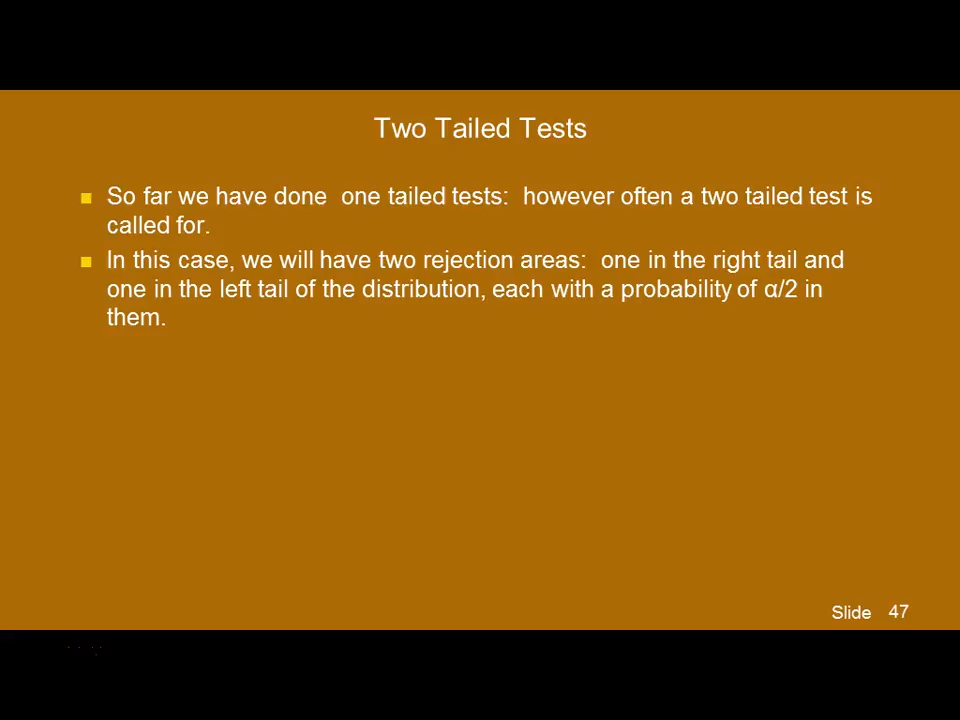 Two Tailed Tests
So far we have done  one tailed tests:  however often a two tailed test is
called for.
In this case, we will have two rejection areas:  one in the right tail and
one in the left tail of the distribution, each with a probability of α/2 in
them.
Slide 47